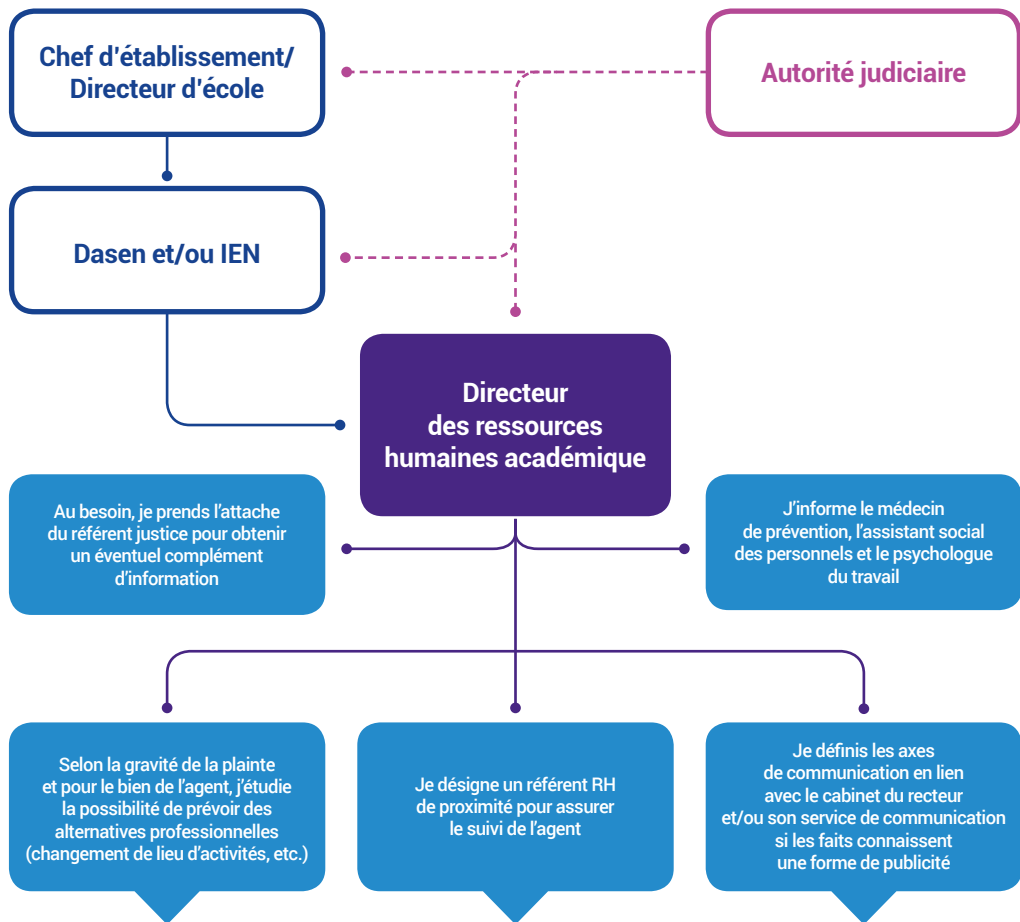 Chef d'établissement/
Directeur d'école
Autorité judiciaire
Dasen et/ou IEN
Directeur
des ressources
humaines académique
Au besoin, je prends l'attache
du référent justice pour obtenir
un éventuel complément
d'information
J'informe le médecin
de prévention, l'assistant social
des personnels et le psychologue
du travail
Selon la gravité de la plainte
et pour le bien de l'agent, j'étudie
la possibilité de prévoir des
alternatives professionnelles
(changement de lieu d'activités, etc.)
Je désigne un référent RH
de proximité pour assurer
le suivi de l'agent
Je définis les axes
de communication en lien
avec le cabinet du recteur
et/ou son service de communication
si les faits connaissent
une forme de publicité